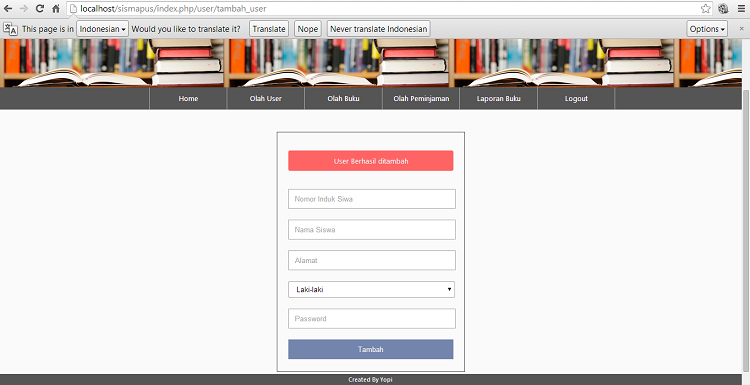 localhost/sismapus/index.php/user/tambah_user
This page is in Indonesian Would you like to translate it? Translate Nope Never translate Indonesian Options
Home Olah User Olah Buku Olah Peminjaman Laporan Buku Logout
User Berhasil ditambah
Nomor Induk Siwa
Nama Siswa
Alamat
Laki-laki
Password
Tambah
Created By Yopi